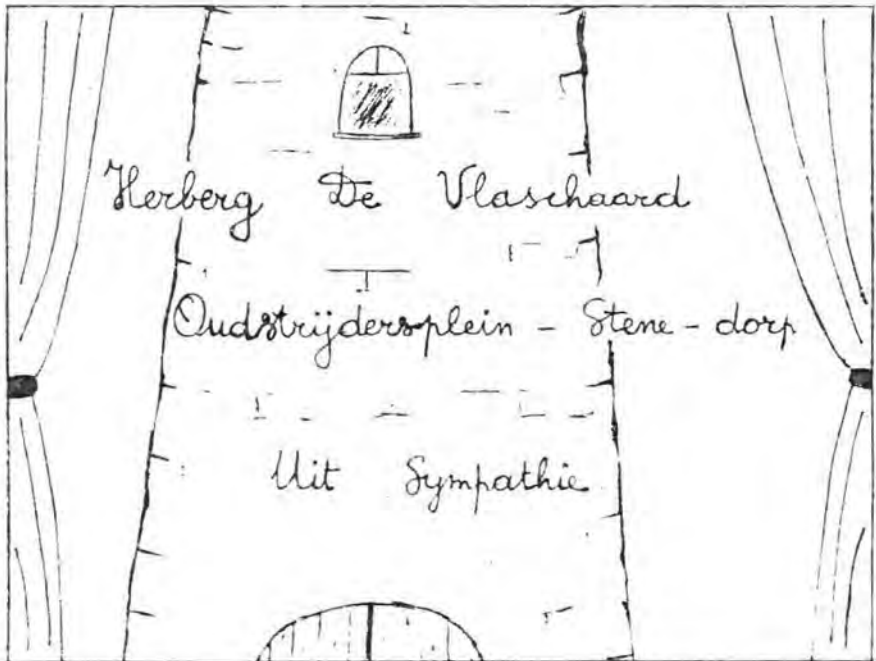 Herberg De Vlaschaard
Oudstrijdersplein - Stene - dorp
Uit Sympathie